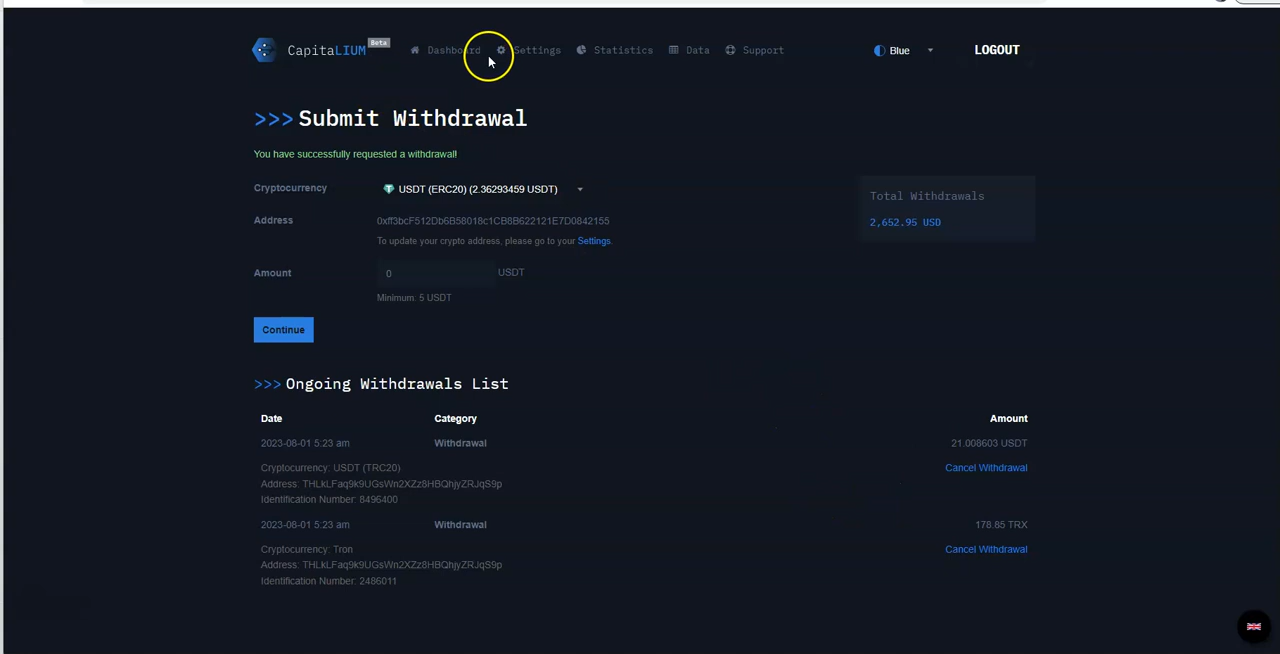 CapitaLIUM Beta Dashboard Settings Statistics Data Support Blue LOGOUT
>>> Submit Withdrawal
You have successfully requested a withdrawal!
Cryptocurrency USDT (ERC20) (2.36293459 USDT)
Address 0xff3bcF512Db6B58018c1CB8B622121E7D0842155
To update your crypto address, please go to your Settings.
Amount 0 USDT
Minimum: 5 USDT
Continue
Total Withdrawals
2,652.95 USD
>>> Ongoing Withdrawals List
Date Category Amount
2023-08-01 5:23 am Withdrawal 21.008603 USDT
Cryptocurrency: USDT (TRC20) Cancel Withdrawal
Address: THLkLFaq9k9UGsWn2XZz8HBQhjyZRJqS9p
Identification Number: 8496400
2023-08-01 5:23 am Withdrawal 178.85 TRX
Cryptocurrency: Tron Cancel Withdrawal
Address: THLkLFaq9k9UGsWn2XZz8HBQhjyZRJqS9p
Identification Number: 2486011